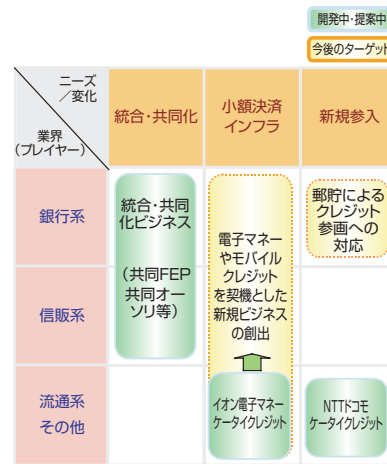 開発中・提案中
今後のターゲット
ニーズ
／変化
業界
(プレイヤー)
統合・共同化
小額決済
インフラ
新規参入
銀行系
統合・共同
化ビジネス
(共同FEP
共同オー
ソリ等)
電子マネー
やモバイル
クレジット
を契機とした
新規ビジネス
の創出
郵貯による
クレジット
参画への
対応
信販系
流通系
その他
イオン電子マネー
ケータイクレジット
NTTドコモ
ケータイクレジット